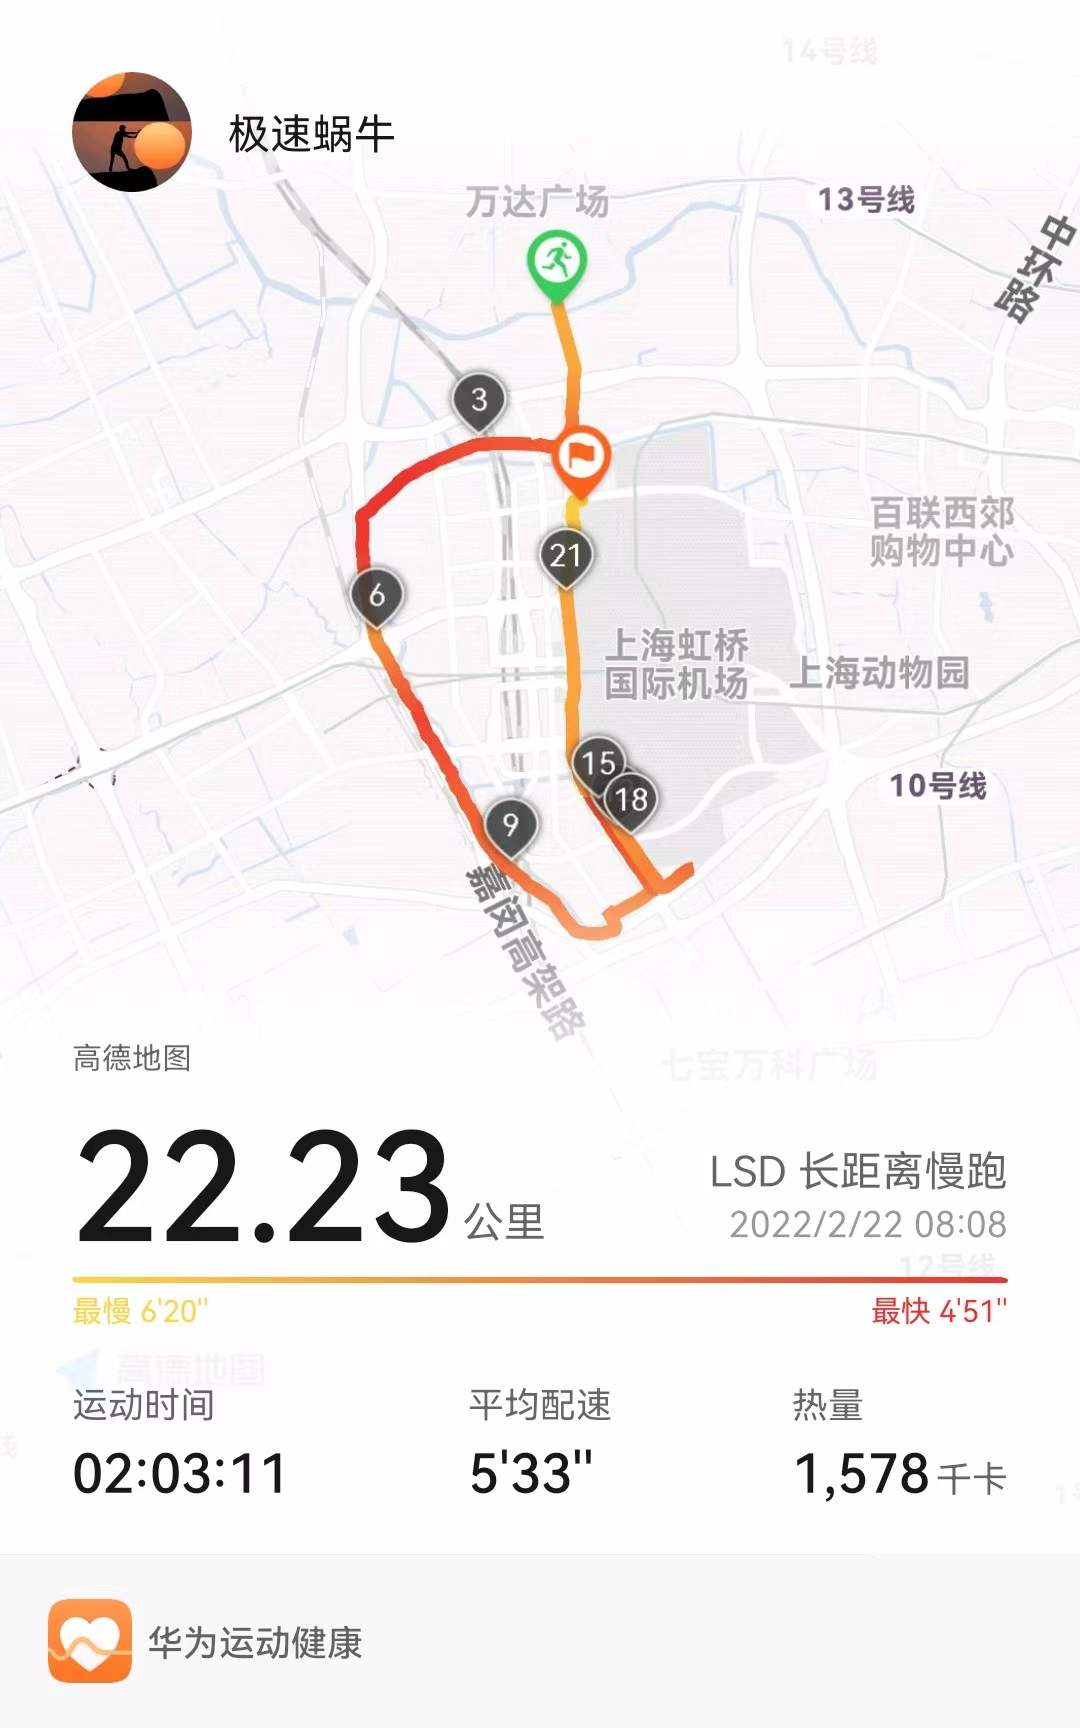 14号线
极速蜗牛
万达广场
13号线
中环路
3
百联西郊
购物中心
21
6
上海虹桥
国际机场
上海动物园
15
18
10号线
9
嘉闵高架路
高德地图
七宝万科广场
22.23公里
LSD 长距离慢跑
2022/2/22 08:08
12号线
最慢 6'20"
最快 4'51"
高德地图
运动时间
平均配速
热量
02:03:11
5'33"
1,578千卡
华为运动健康